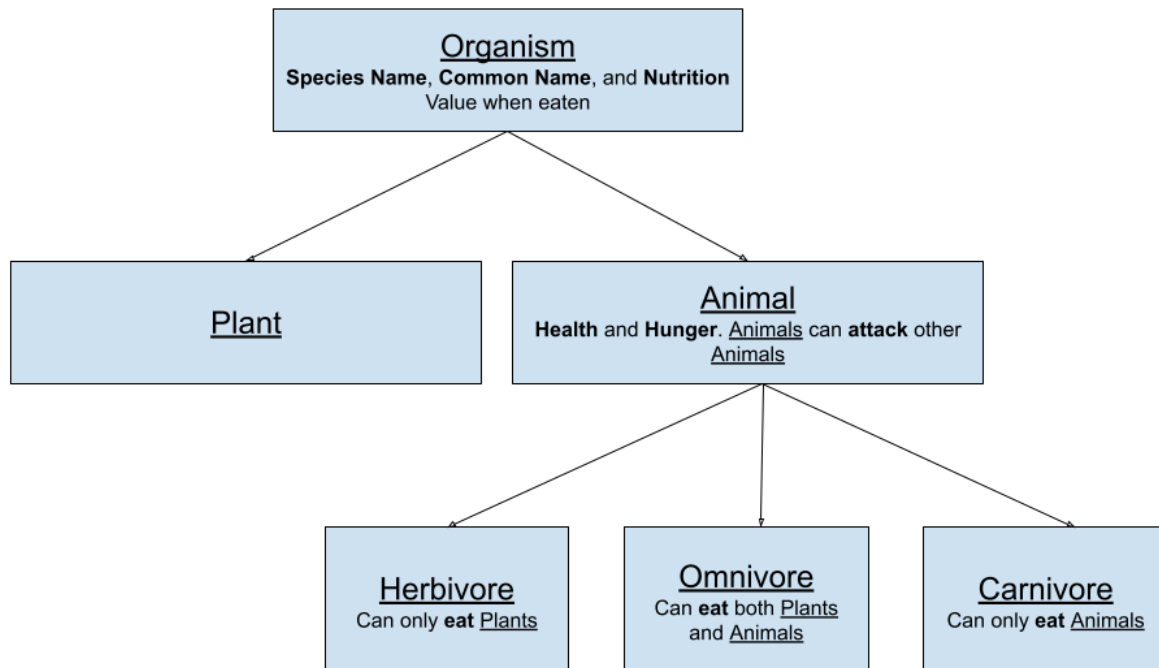 Organism
Species Name, Common Name, and Nutrition
Value when eaten
Plant
Animal
Health and Hunger. Animals can attack other
Animals
Herbivore
Can only eat Plants
Omnivore
Can eat both Plants
and Animals
Carnivore
Can only eat Animals